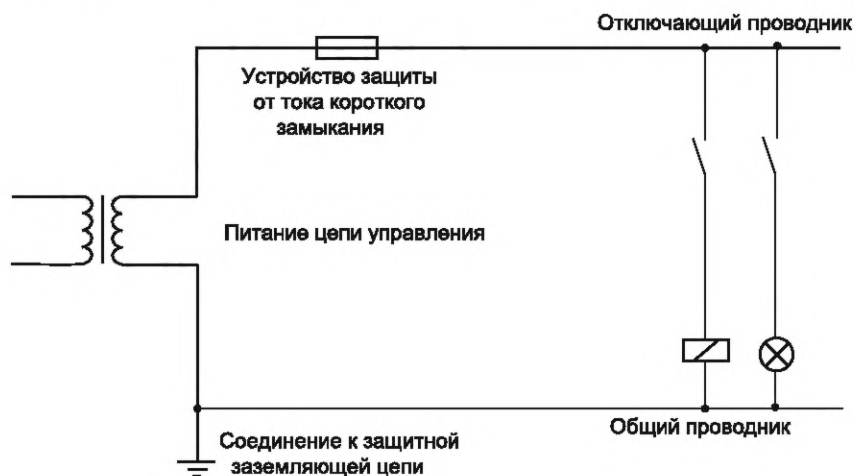 Отключающий проводник
Устройство защиты
от тока короткого
замыкания
Питание цепи управления
Общий проводник
Соединение к защитной
заземляющей цепи